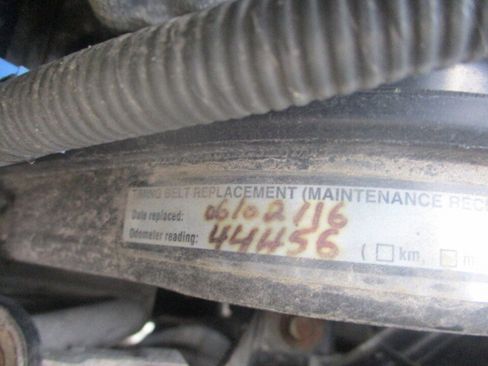 TIMING BELT REPLACEMENT (MAINTENANCE REC
Date replaced: 06/02/16
Odometer reading: 44456 ( km, m